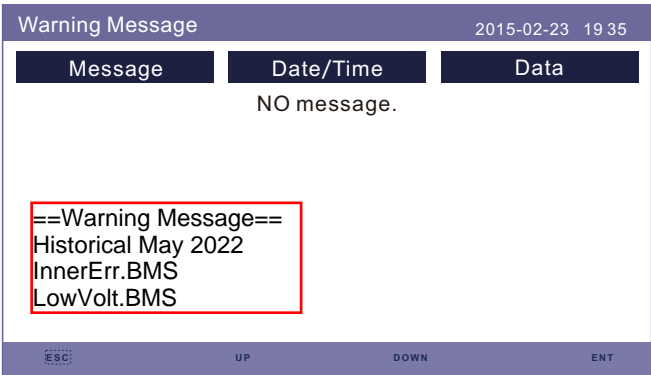 Warning Message 2015-02-23 19 35
Message Date/Time Data
NO message.
==Warning Message==
Historical May 2022
InnerErr.BMS
LowVolt.BMS
ESC UP DOWN ENT